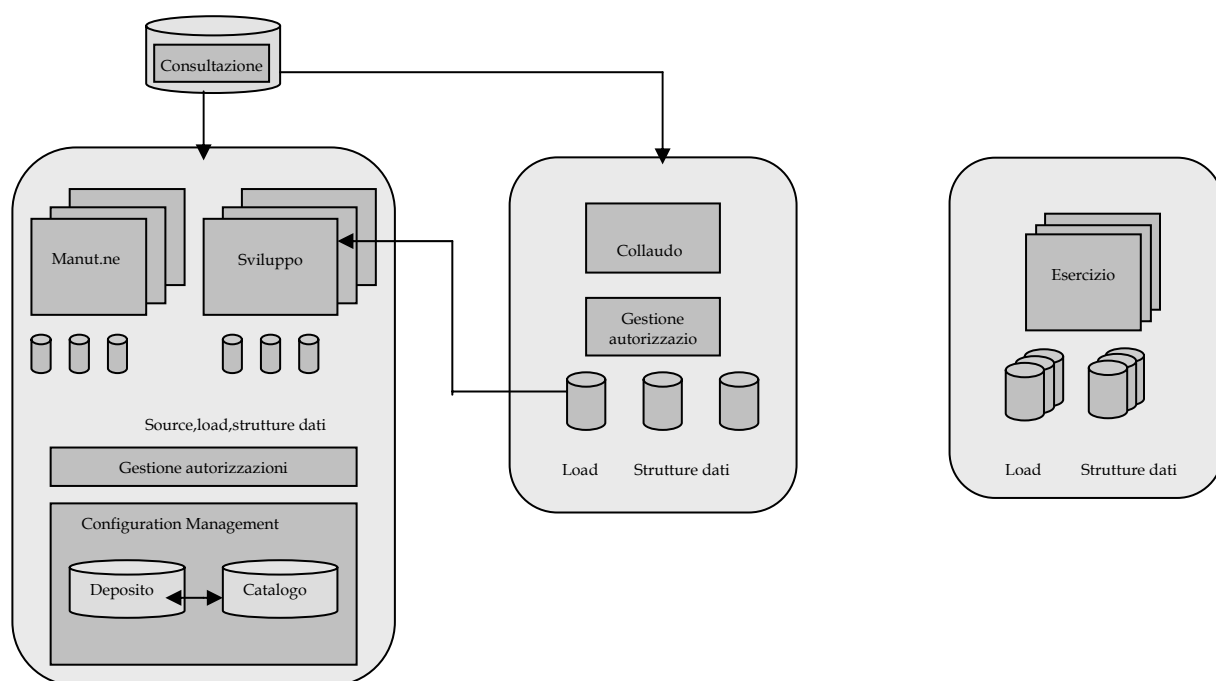 Consultazione
Manut.ne
Sviluppo
Source,load,strutture dati
Gestione autorizzazioni
Configuration Management
Deposito
Catalogo
Collaudo
Gestione
autorizzazio
Load
Strutture dati
Esercizio
Load
Strutture dati